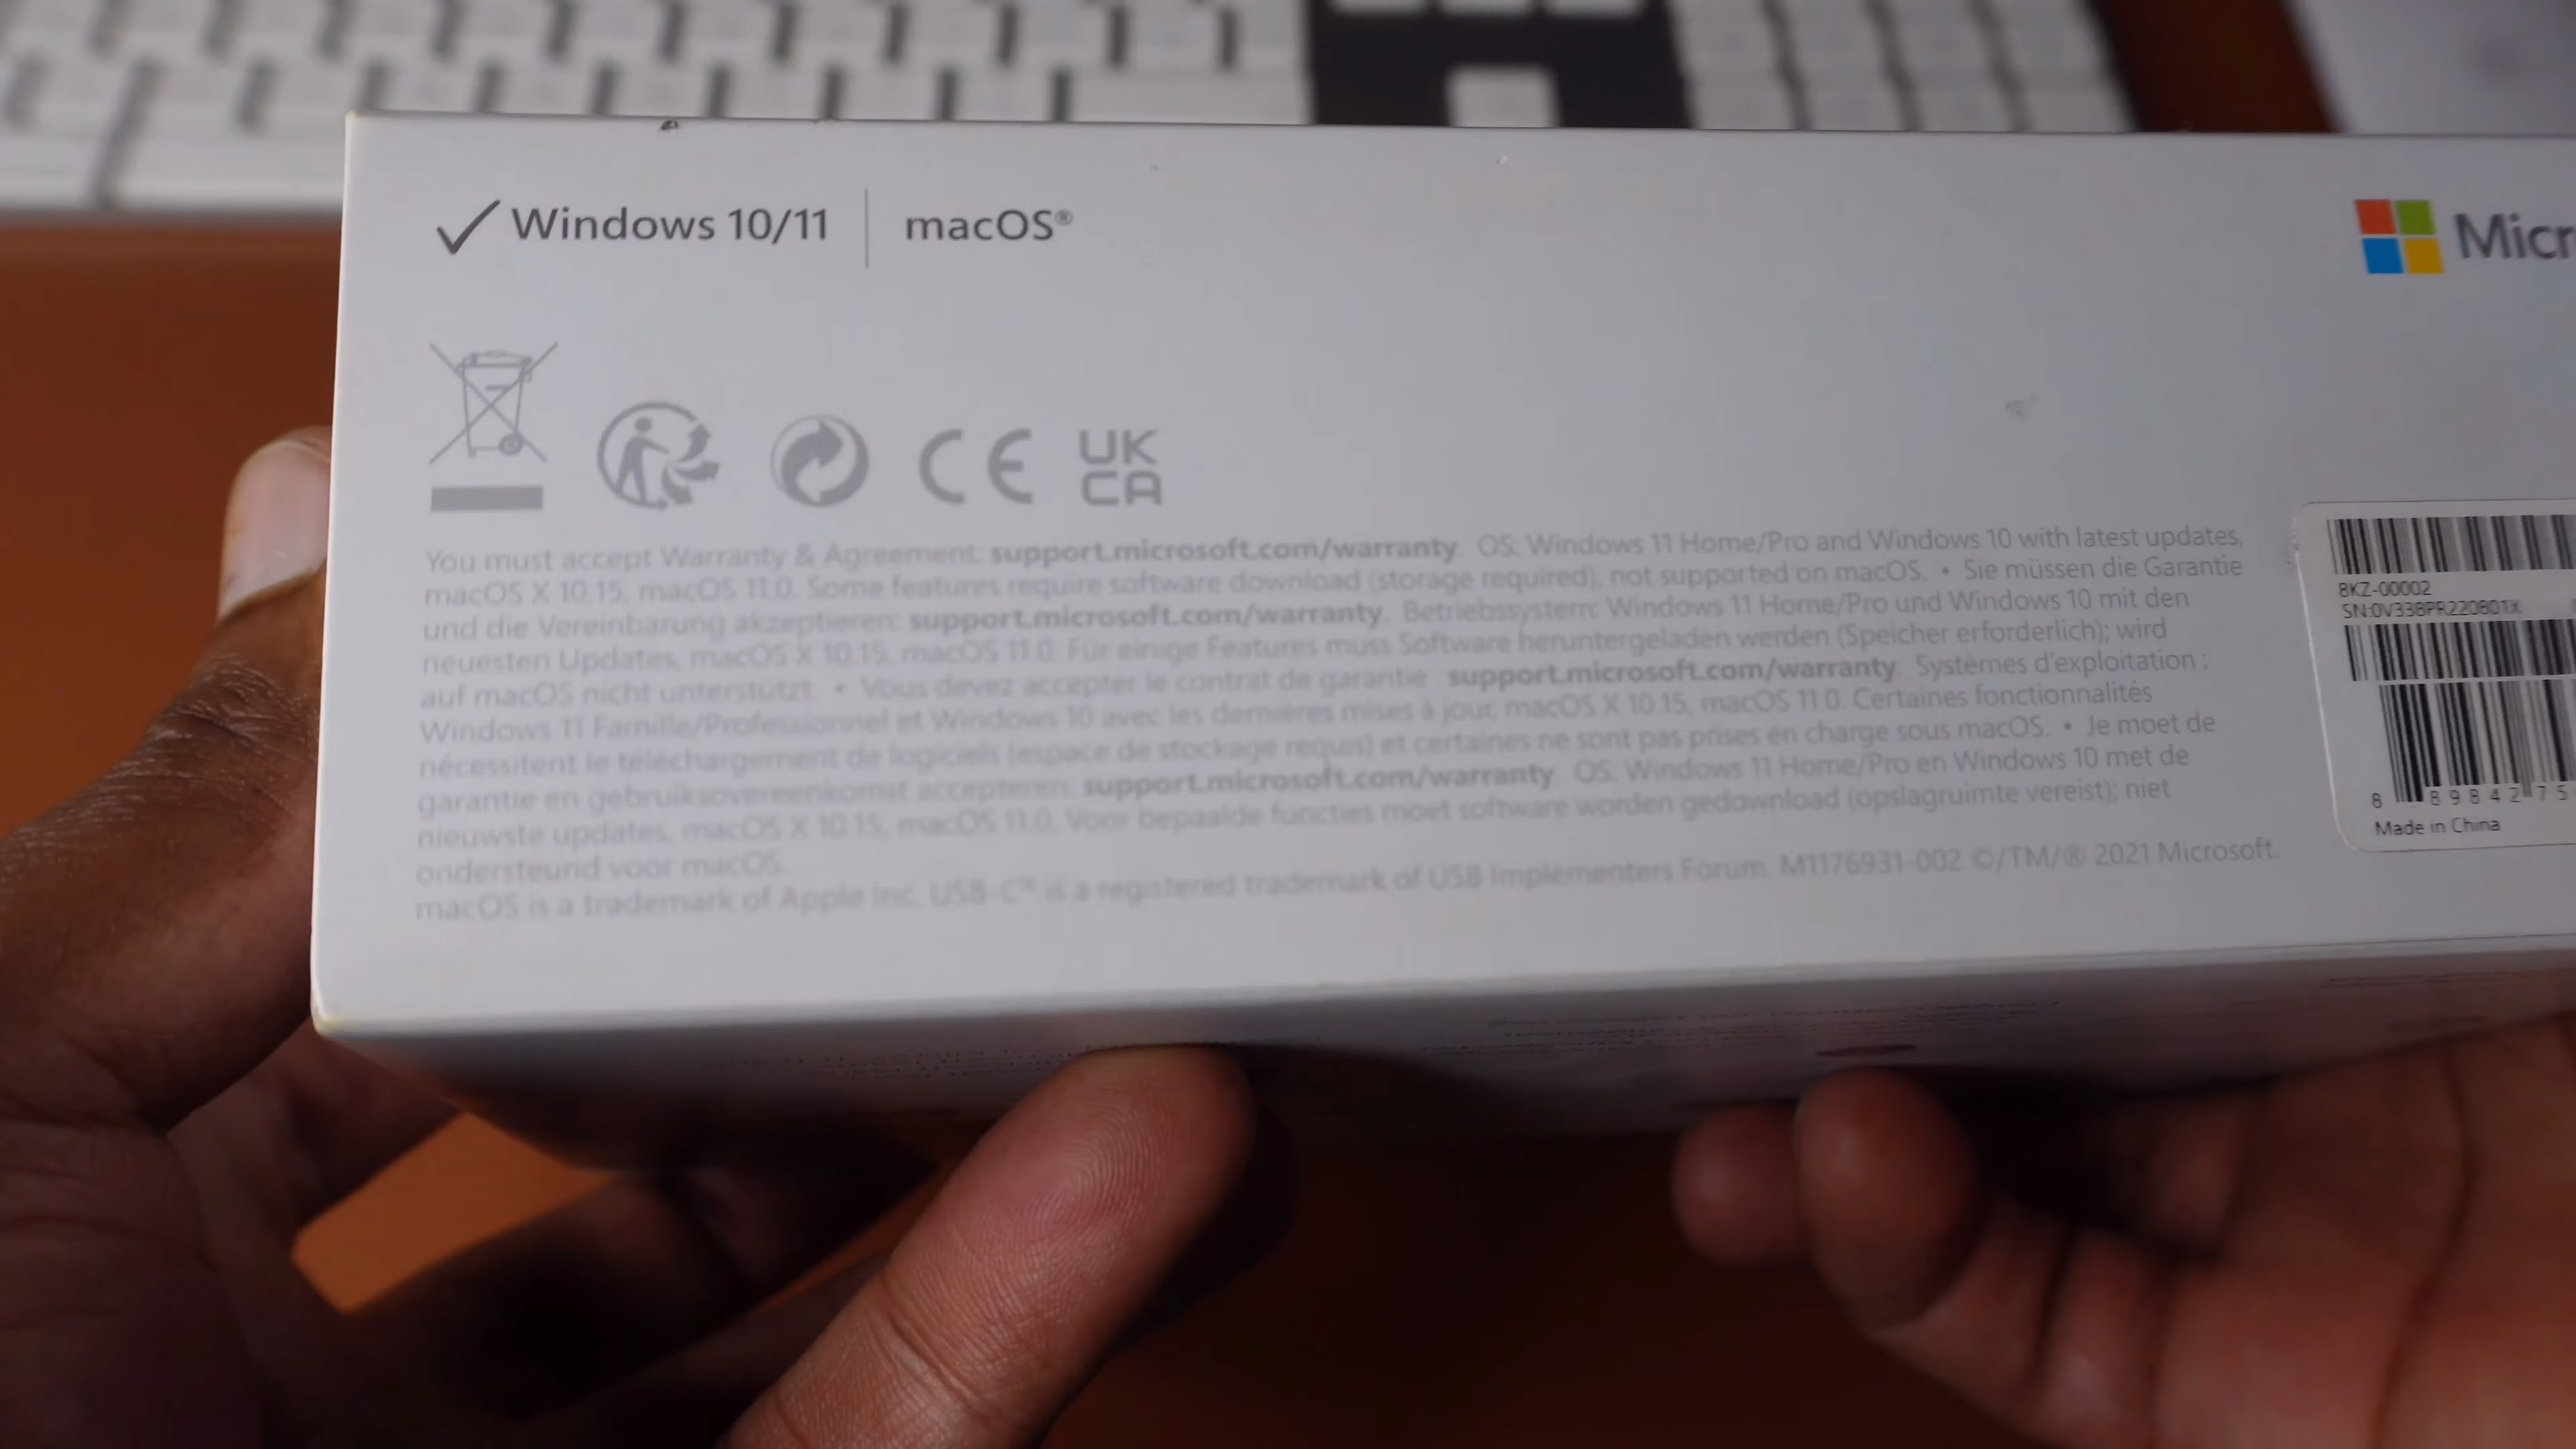 Windows 10/11 | macOS®
Micr
UK
CA
CE
You must accept Warranty & Agreement: support.microsoft.com/warranty OS: Windows 11 Home/Pro and Windows 10 with latest updates,
macOS X 10.15, macOS 11.0. Some features require software download (storage required); not supported on macOS. • Sie müssen die Garantie
und die Vereinbarung akzeptieren: support.microsoft.com/warranty. Betriebssystem: Windows 11 Home/Pro und Windows 10 mit den
neuesten Updates, macOS X 10.15, macOS 11.0. Für einige Features muss Software heruntergeladen werden (Speicher erforderlich); wird
auf macOS nicht unterstützt. • Vous devez accepter le contrat de garantie : support.microsoft.com/warranty. Systèmes d'exploitation :
Windows 11 Famille/Professionnel et Windows 10 avec les dernières mises à jour, macOS X 10.15, macOS 11.0. Certaines fonctionnalités
nécessitent le téléchargement de logiciels (espace de stockage requis) et certaines ne sont pas prises en charge sous macOS. • Je moet de
garantie en gebruiksovereenkomst accepteren: support.microsoft.com/warranty OS: Windows 11 Home/Pro en Windows 10 met de
nieuwste updates, macOS X 10.15, macOS 11.0. Voor bepaalde functies moet software worden gedownload (opslagruimte vereist); niet
ondersteund voor macOS.
macOS is a trademark of Apple Inc. USB-C® is a registered trademark of USB Implementers Forum. M1176931-002 ©/TM/® 2021 Microsoft.
8KZ-00002
SN:0V338PR220801X
8 89842 75
Made in China